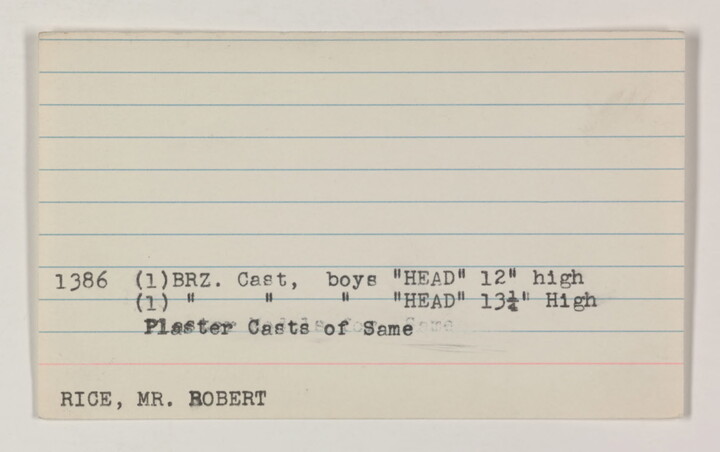 1386 (1)BRZ. Cast, boys "HEAD" 12" high
(1) " " " "HEAD" 13¼" High
Plaster Casts of Same
RICE, MR. ROBERT